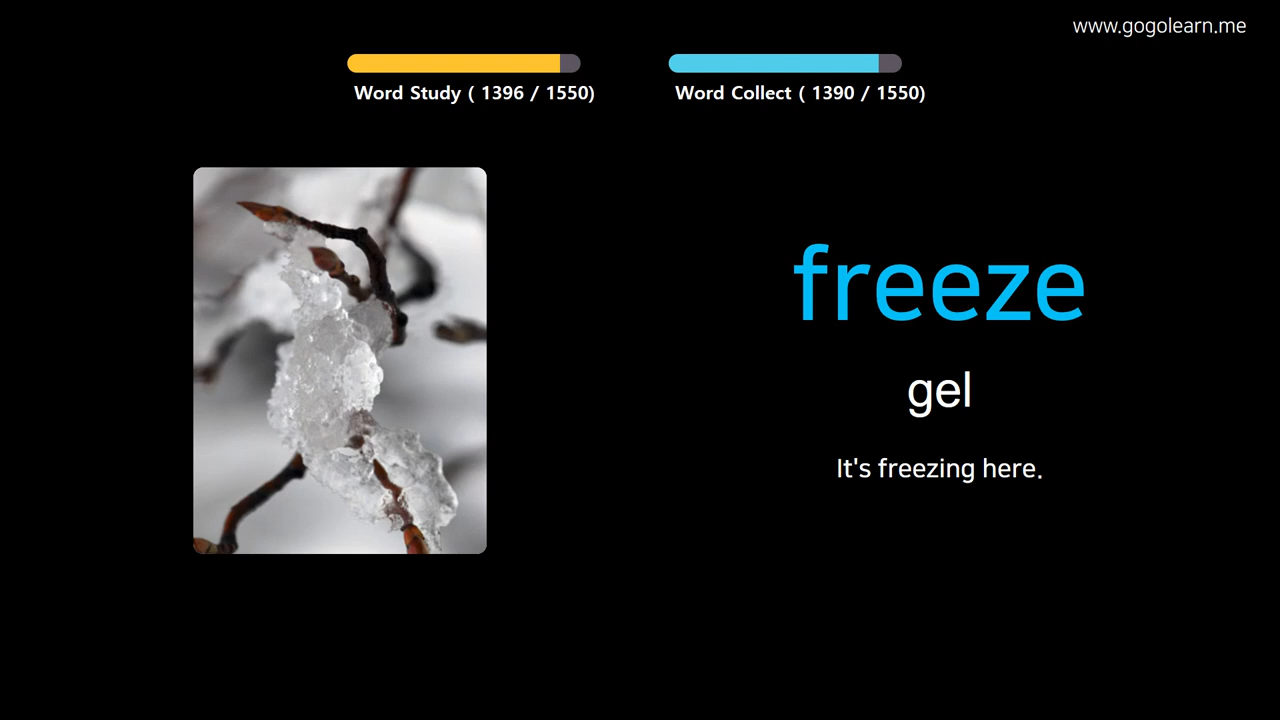 www.gogolearn.me
Word Study ( 1396 / 1550)
Word Collect ( 1390 / 1550)
freeze
gel
It's freezing here.